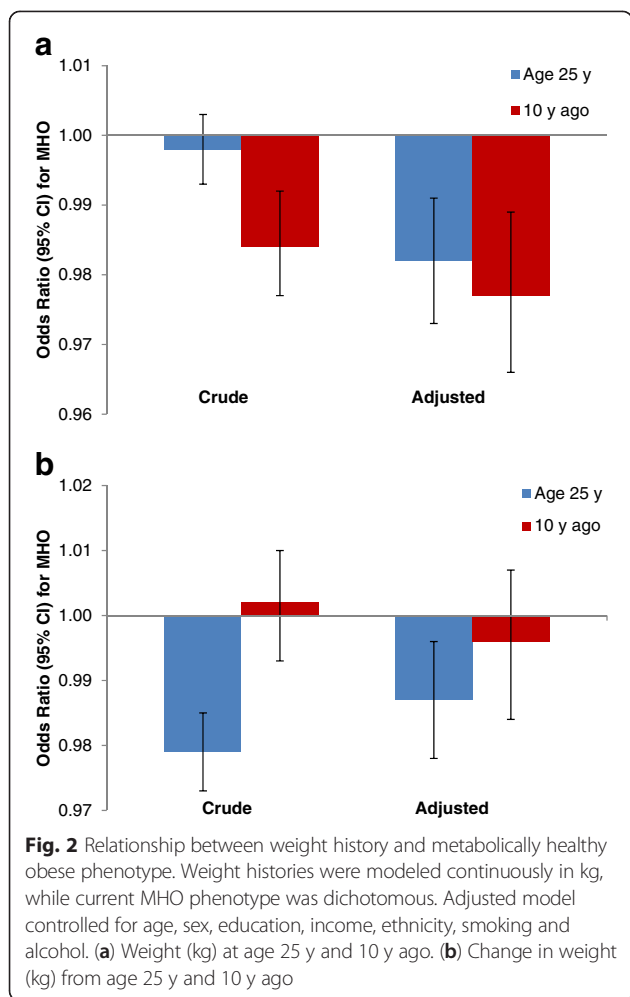 a
1.01
1.00
0.99
0.98
0.97
0.96
Odds Ratio (95% CI) for MHO
Age 25 y
10 y ago
Crude Adjusted
b
1.02
1.01
1.00
0.99
0.98
0.97
Odds Ratio (95% CI) for MHO
Age 25 y
10 y ago
Crude Adjusted
Fig. 2 Relationship between weight history and metabolically healthy
obese phenotype. Weight histories were modeled continuously in kg,
while current MHO phenotype was dichotomous. Adjusted model
controlled for age, sex, education, income, ethnicity, smoking and
alcohol. (a) Weight (kg) at age 25 y and 10 y ago. (b) Change in weight
(kg) from age 25 y and 10 y ago